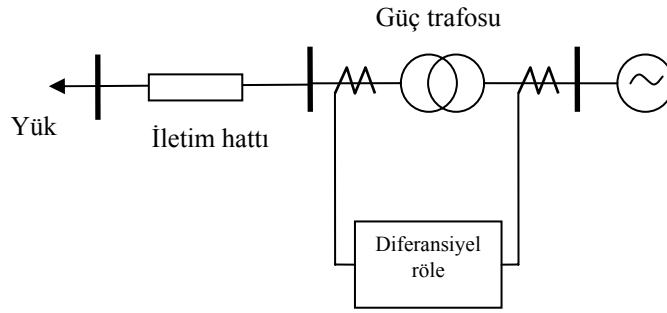 Güç trafosu
Yük
İletim hattı
Diferansiyel
röle